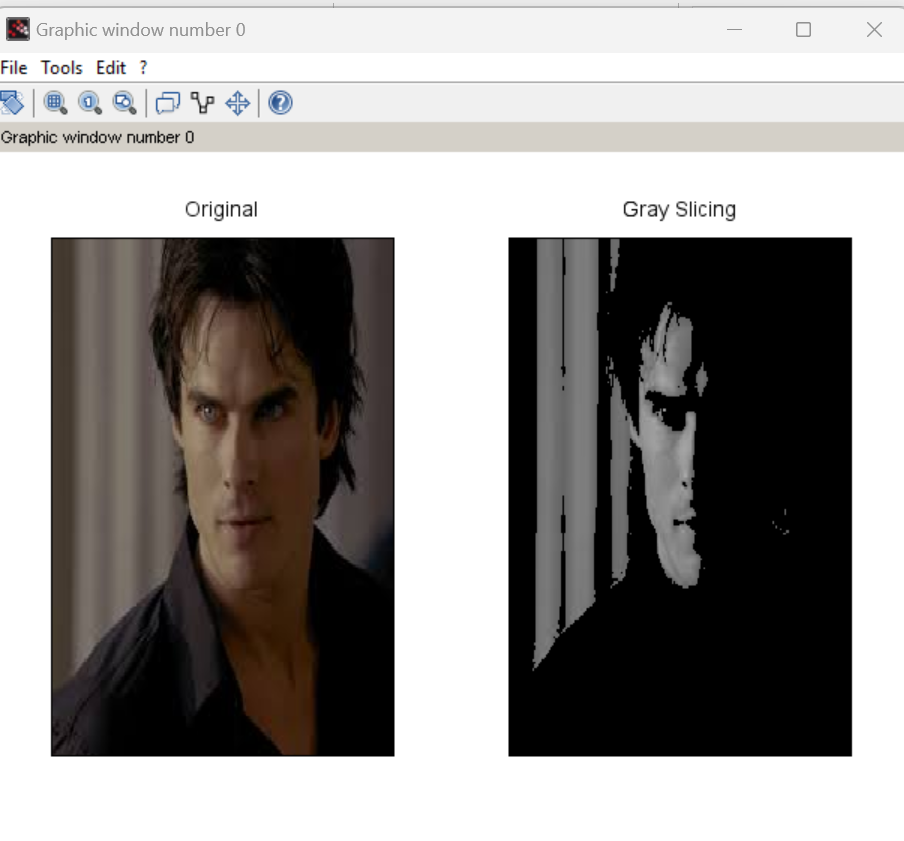 Graphic window number 0
File Tools Edit ?
Graphic window number 0
Original
Gray Slicing